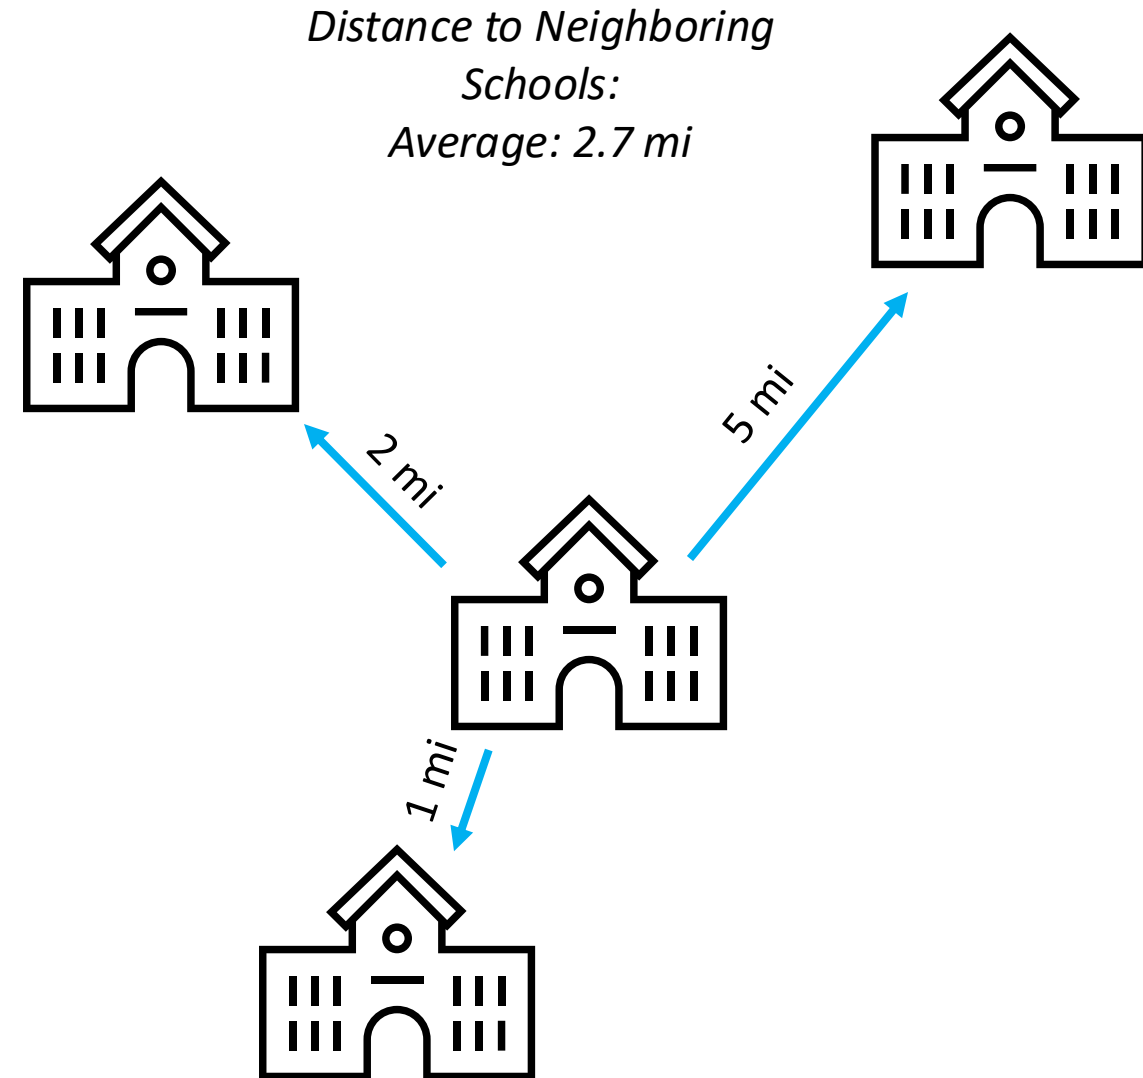 Distance to Neighboring
Schools:
Average: 2.7 mi
5 mi
2 mi
1 mi